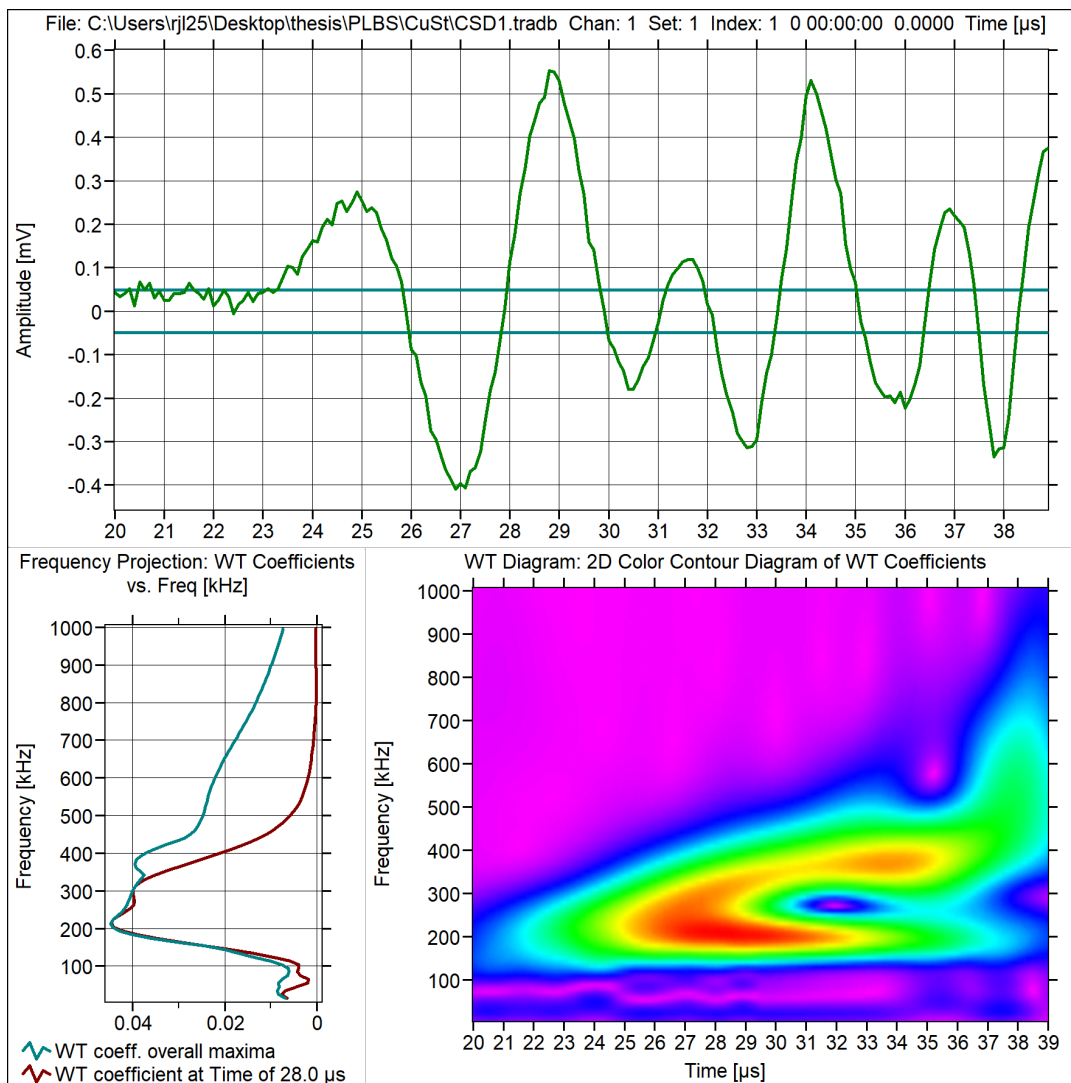 File: C:\Users\rjl25\Desktop\thesis\PLBS\CuSt\CSD1.tradb  Chan: 1  Set: 1  Index: 1  0 00:00:00  0.0000  Time [µs]
0.6
0.5
0.4
0.3
0.2
0.1
0
-0.1
-0.2
-0.3
-0.4
Amplitude [mV]
20 21 22 23 24 25 26 27 28 29 30 31 32 33 34 35 36 37 38
Frequency Projection: WT Coefficients
vs. Freq [kHz]
1000
900
800
700
600
500
400
300
200
100
Frequency [kHz]
0.04 0.02 0
WT coeff. overall maxima
WT coefficient at Time of 28.0 µs
WT Diagram: 2D Color Contour Diagram of WT Coefficients
1000
900
800
700
600
500
400
300
200
100
Frequency [kHz]
20 21 22 23 24 25 26 27 28 29 30 31 32 33 34 35 36 37 38 39
Time [µs]